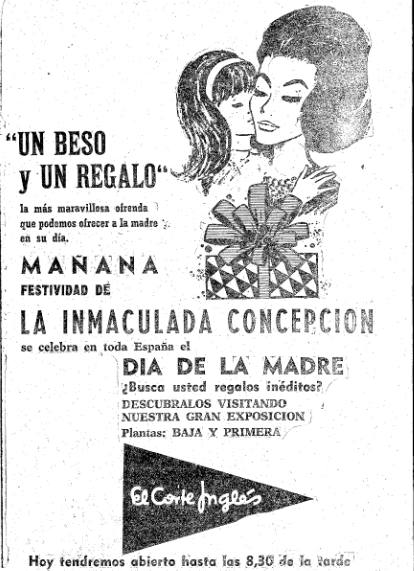 "UN BESO
y UN REGALO"
la más maravillosa ofrenda
que podemos ofrecer a la madre
en su día.
MAÑANA
FESTIVIDAD DE
LA INMACULADA CONCEPCION
se celebra en toda España el
DIA DE LA MADRE
¿Busca usted regalos inéditos?
DESCUBRALOS VISITANDO
NUESTRA GRAN EXPOSICION
Plantas: BAJA Y PRIMERA
El Corte Inglés
Hoy tendremos abierto hasta las 8,30 de la tarde